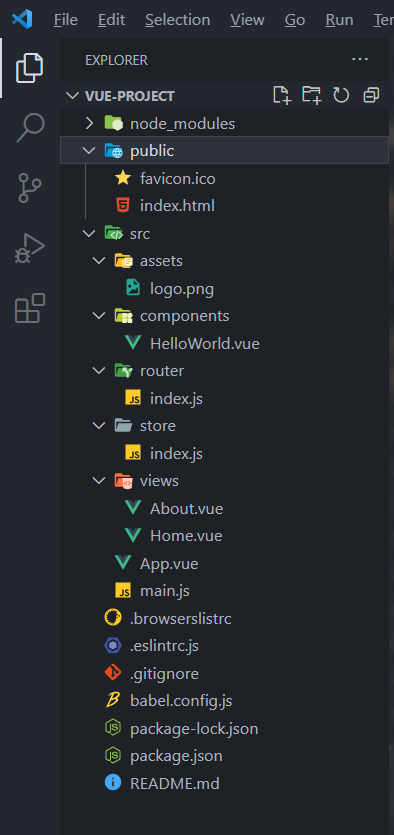 File Edit Selection View Go Run
EXPLORER
VUE-PROJECT
node_modules
public
favicon.ico
index.html
src
assets
logo.png
components
HelloWorld.vue
router
index.js
store
index.js
views
About.vue
Home.vue
App.vue
main.js
.browserslistrc
.eslintrc.js
.gitignore
babel.config.js
package-lock.json
package.json
README.md